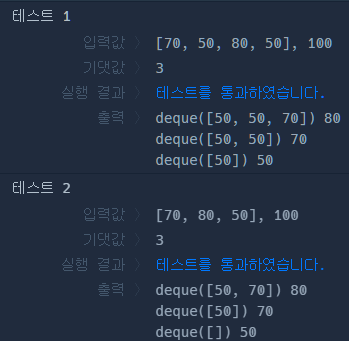 테스트 1
입력값 〉 [70, 50, 80, 50], 100
기댓값 〉 3
실행 결과 〉 테스트를 통과하였습니다.
출력 〉 deque([50, 50, 70]) 80
deque([50, 50]) 70
deque([50]) 50
테스트 2
입력값 〉 [70, 80, 50], 100
기댓값 〉 3
실행 결과 〉 테스트를 통과하였습니다.
출력 〉 deque([50, 70]) 80
deque([50]) 70
deque([]) 50